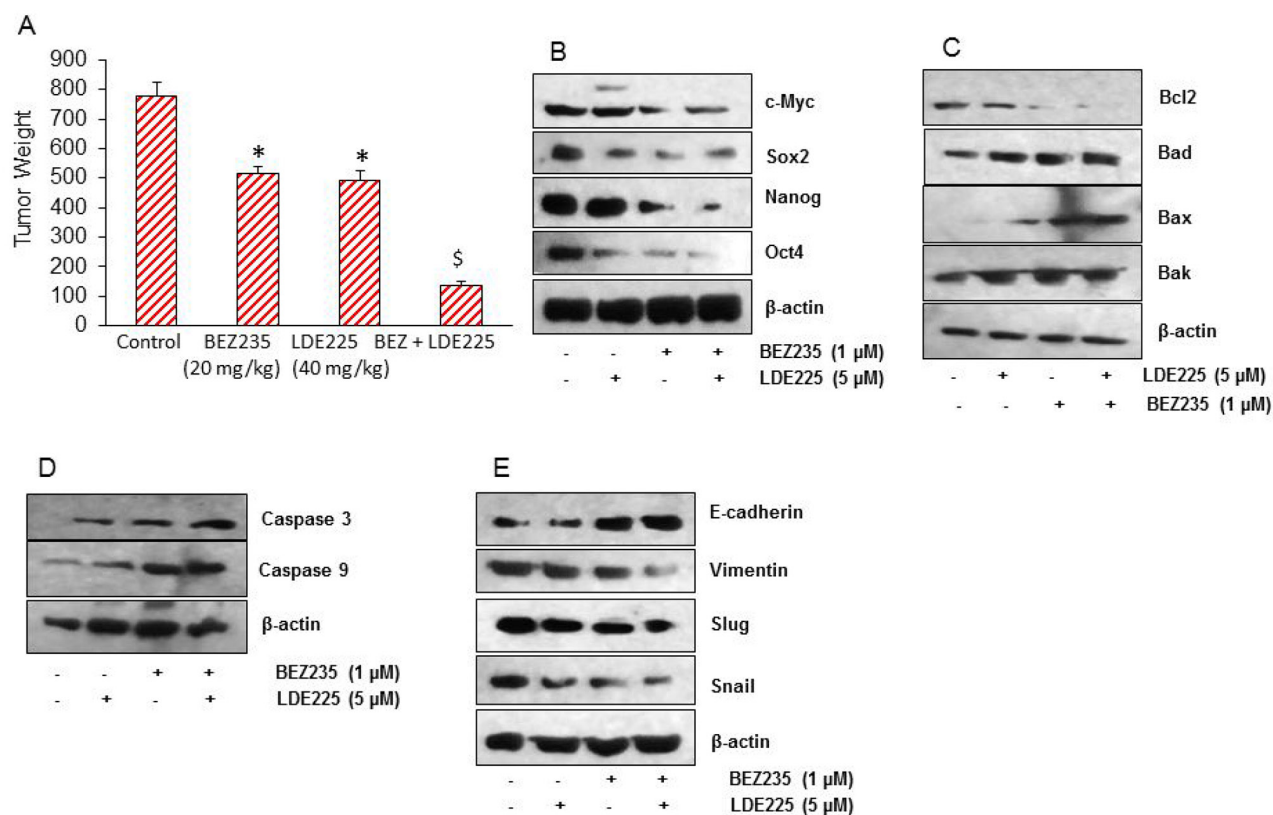 A
900
800
700
600
500
400
300
200
100
0
Tumor Weight
*
*
$
Control BEZ235 LDE225 BEZ + LDE225
(20 mg/kg) (40 mg/kg)
B
c-Myc
Sox2
Nanog
Oct4
β-actin
- - + + BEZ235 (1 µM)
- + - + LDE225 (5 µM)
C
Bcl2
Bad
Bax
Bak
β-actin
- + - + LDE225 (5 µM)
- - + + BEZ235 (1 µM)
D
Caspase 3
Caspase 9
β-actin
- - + + BEZ235 (1 µM)
- + - + LDE225 (5 µM)
E
E-cadherin
Vimentin
Slug
Snail
β-actin
- - + + BEZ235 (1 µM)
- + - + LDE225 (5 µM)